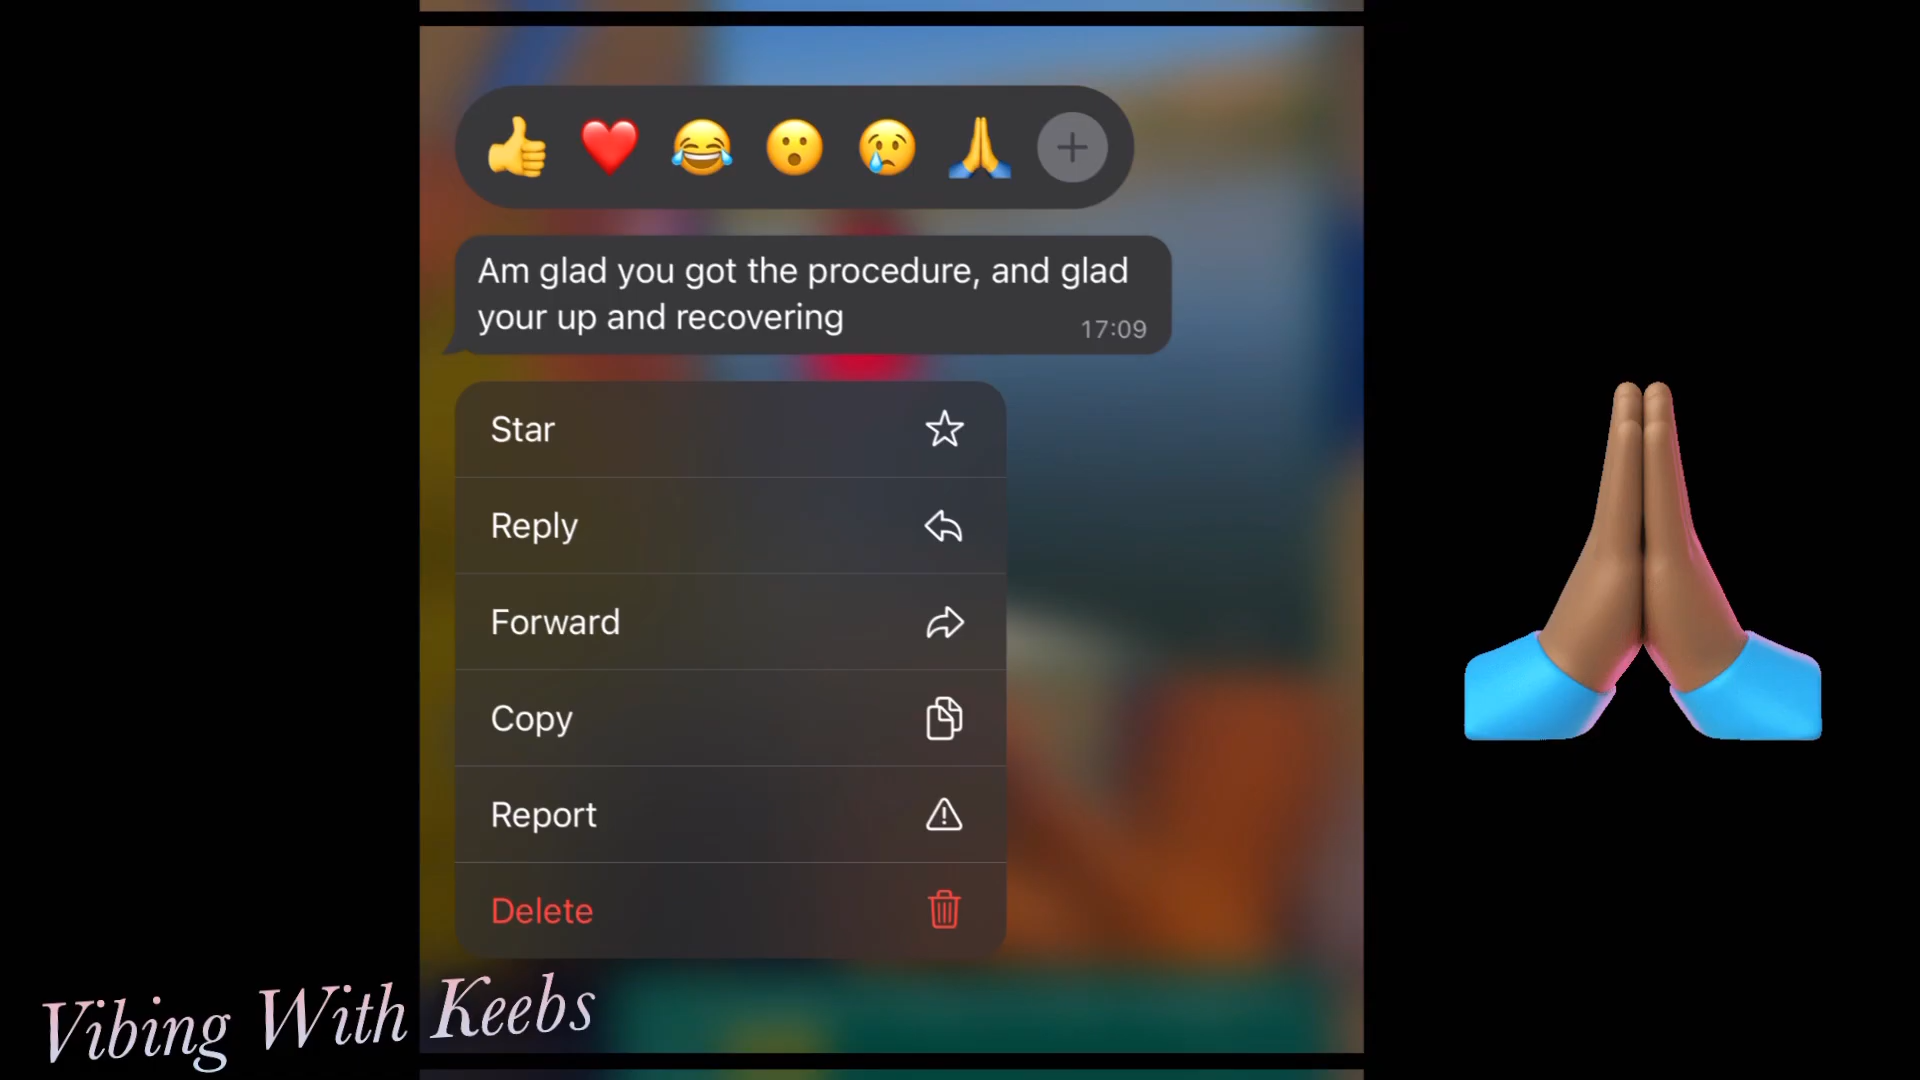 Am glad you got the procedure, and glad
your up and recovering
17:09
Star
Reply
Forward
Copy
Report
Delete
Vibing With Keebs